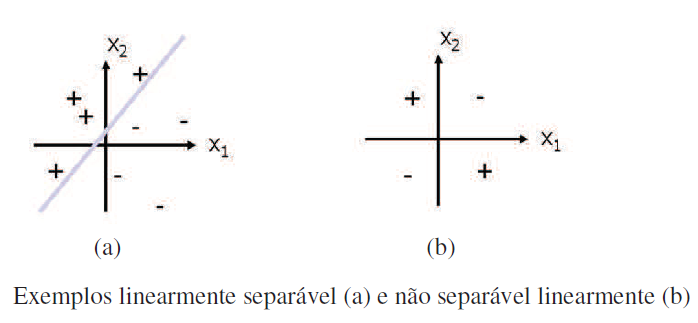 X2
+
+
+
- -
X1
+
-
-
(a)
X2
+ -
X1
- +
(b)
Exemplos linearmente separável (a) e não separável linearmente (b)